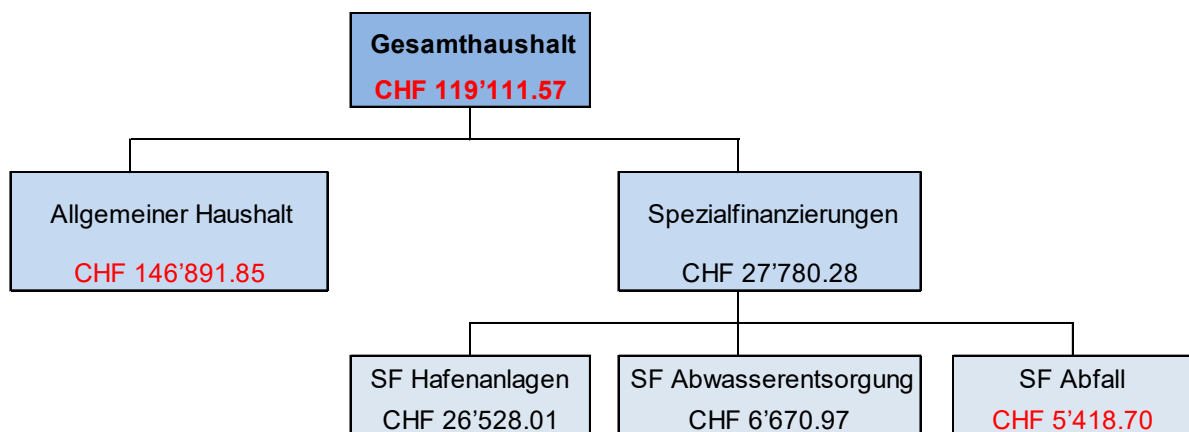 Gesamthaushalt
CHF 119’111.57
Allgemeiner Haushalt
CHF 146’891.85
Spezialfinanzierungen
CHF 27’780.28
SF Hafenanlagen
CHF 26’528.01
SF Abwasserentsorgung
CHF 6’670.97
SF Abfall
CHF 5’418.70